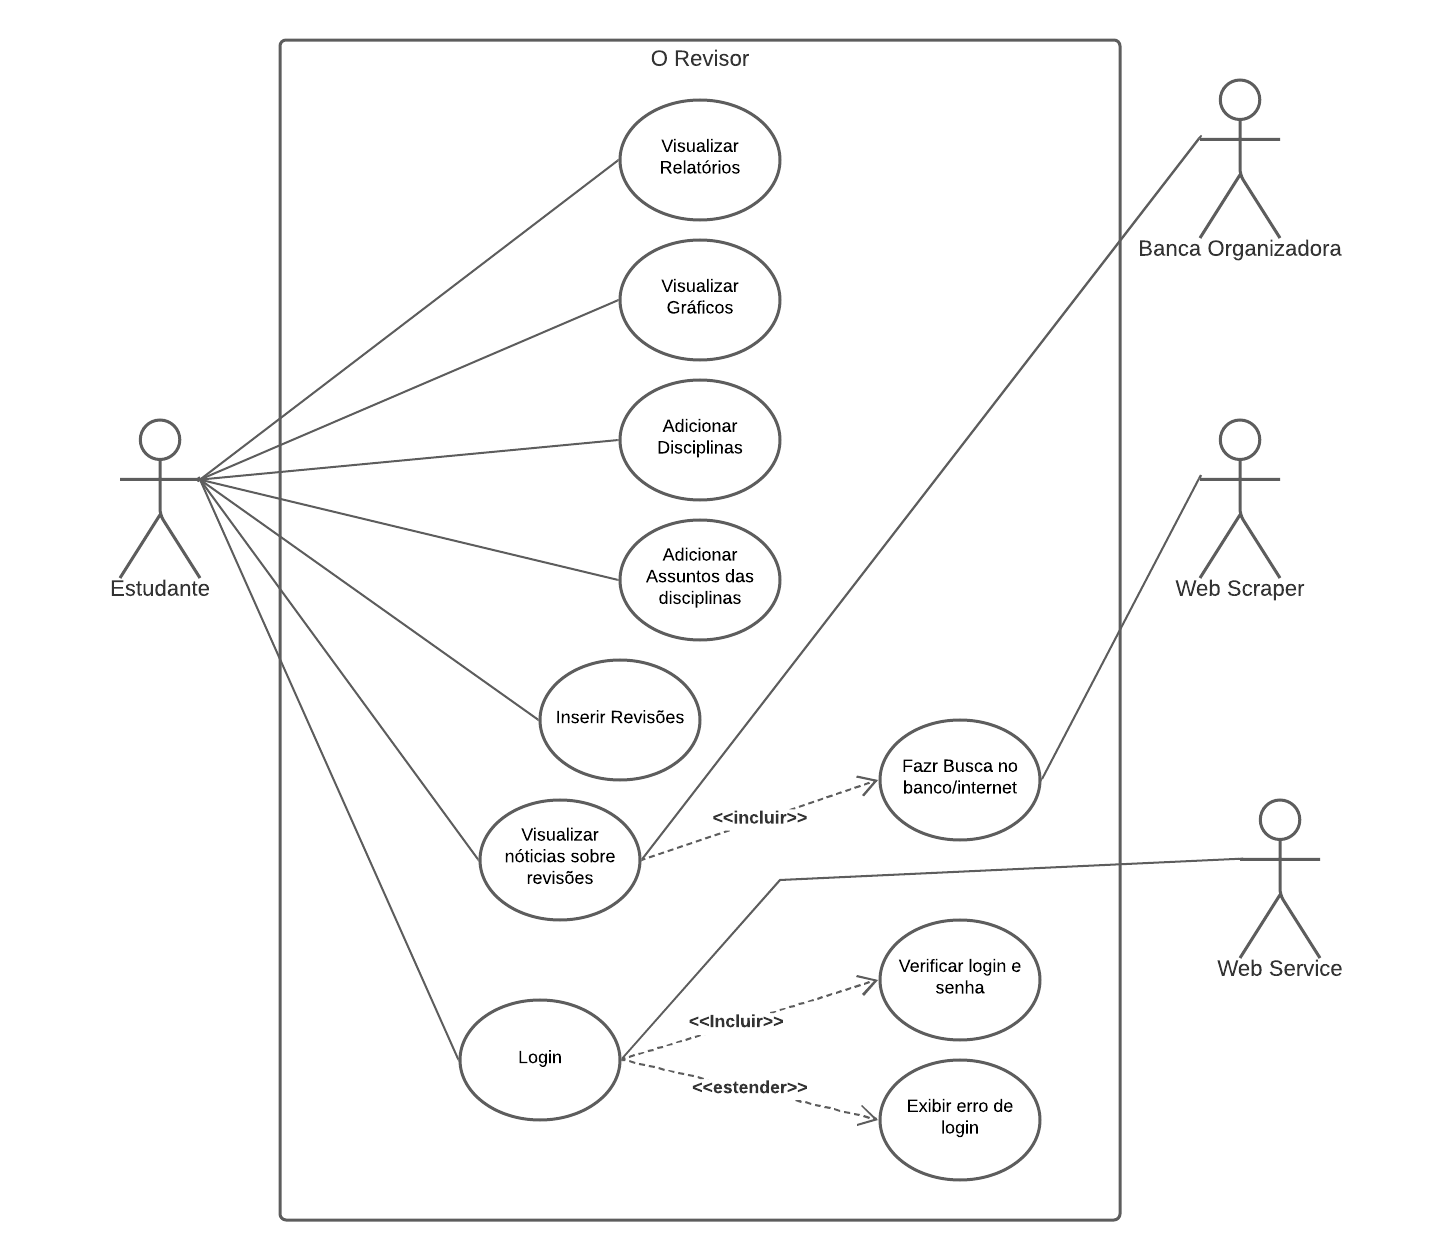 O Revisor
Visualizar
Relatórios
Banca Organizadora
Visualizar
Gráficos
Adicionar
Disciplinas
Estudante
Adicionar
Assuntos das
disciplinas
Web Scraper
Inserir Revisões
Fazr Busca no
banco/internet
<<incluir>>
Visualizar
nóticias sobre
revisões
Web Service
Verificar login e
senha
<<Incluir>>
Login
<<estender>>
Exibir erro de
login